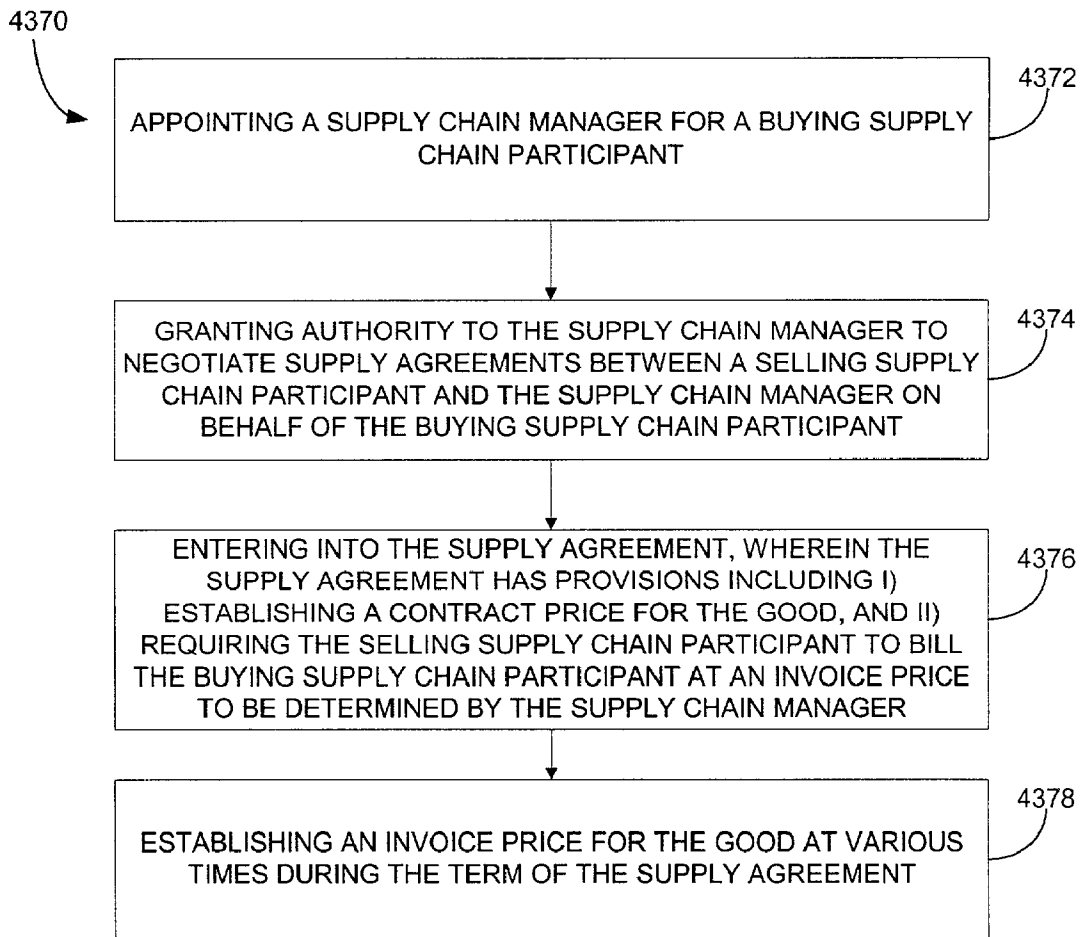 4370
4372
APPOINTING A SUPPLY CHAIN MANAGER FOR A BUYING SUPPLY
CHAIN PARTICIPANT
4374
GRANTING AUTHORITY TO THE SUPPLY CHAIN MANAGER TO
NEGOTIATE SUPPLY AGREEMENTS BETWEEN A SELLING SUPPLY
CHAIN PARTICIPANT AND THE SUPPLY CHAIN MANAGER ON
BEHALF OF THE BUYING SUPPLY CHAIN PARTICIPANT
4376
ENTERING INTO THE SUPPLY AGREEMENT, WHEREIN THE
SUPPLY AGREEMENT HAS PROVISIONS INCLUDING I)
ESTABLISHING A CONTRACT PRICE FOR THE GOOD, AND II)
REQUIRING THE SELLING SUPPLY CHAIN PARTICIPANT TO BILL
THE BUYING SUPPLY CHAIN PARTICIPANT AT AN INVOICE PRICE
TO BE DETERMINED BY THE SUPPLY CHAIN MANAGER
4378
ESTABLISHING AN INVOICE PRICE FOR THE GOOD AT VARIOUS
TIMES DURING THE TERM OF THE SUPPLY AGREEMENT